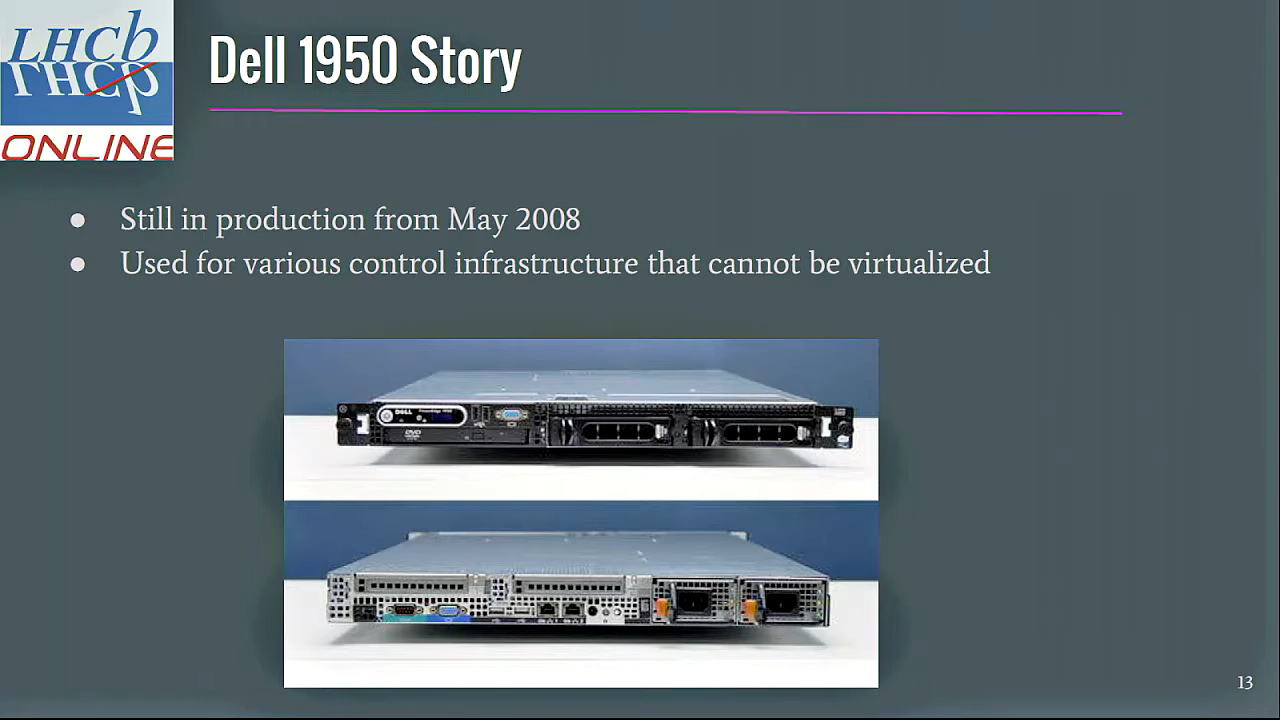 LHCb
ONLINE
Dell 1950 Story
● Still in production from May 2008
● Used for various control infrastructure that cannot be virtualized
DELL
DVD
13